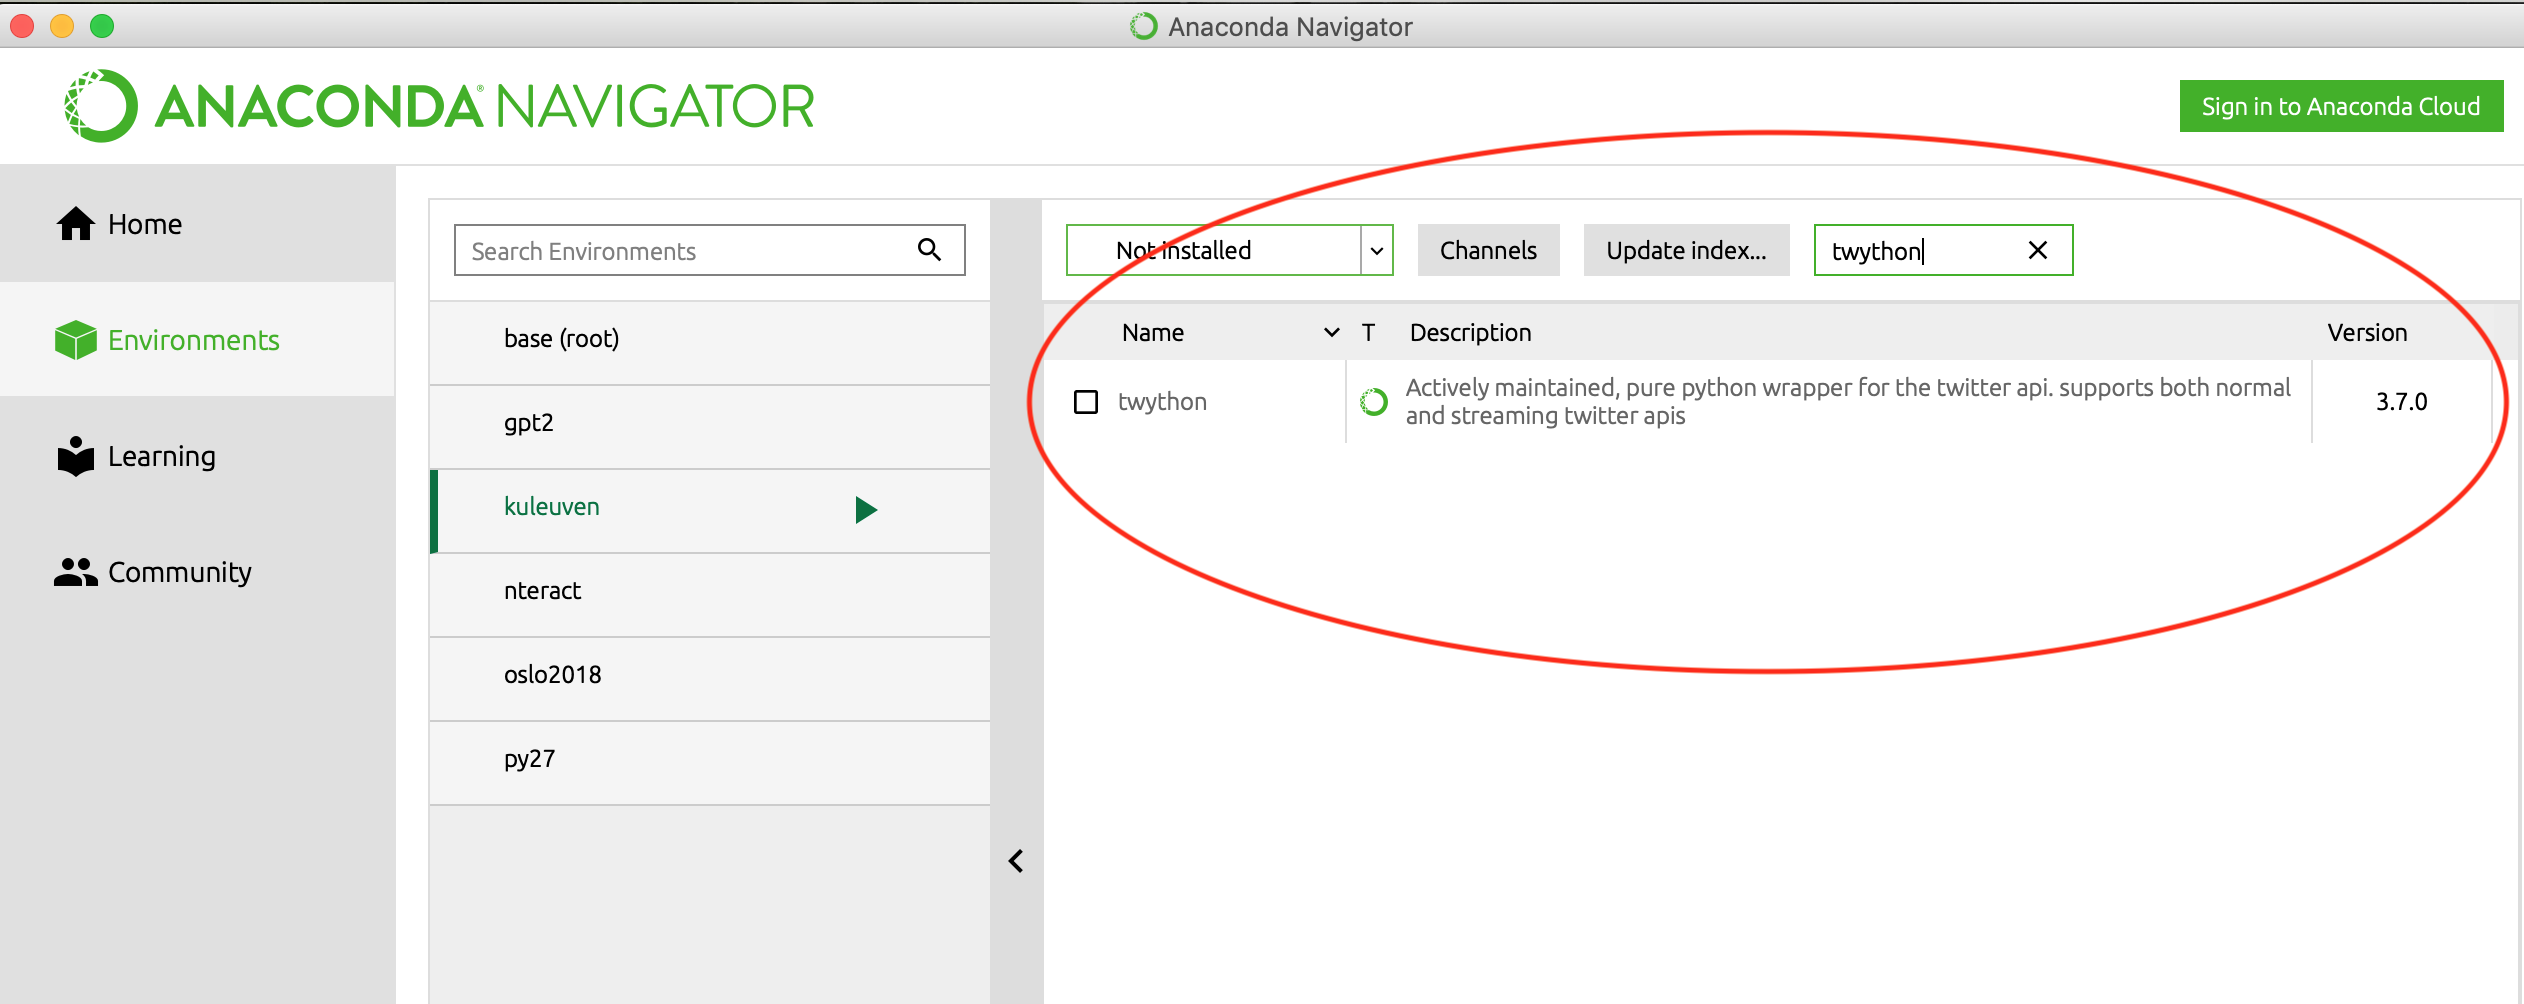 Anaconda Navigator
ANACONDA® NAVIGATOR
Sign in to Anaconda Cloud
Home
Environments
Learning
Community
Search Environments
base (root)
gpt2
kuleuven
nteract
oslo2018
py27
Not installed
Channels
Update index...
twython
Name T Description Version
twython
Actively maintained, pure python wrapper for the twitter api. supports both normal
and streaming twitter apis
3.7.0